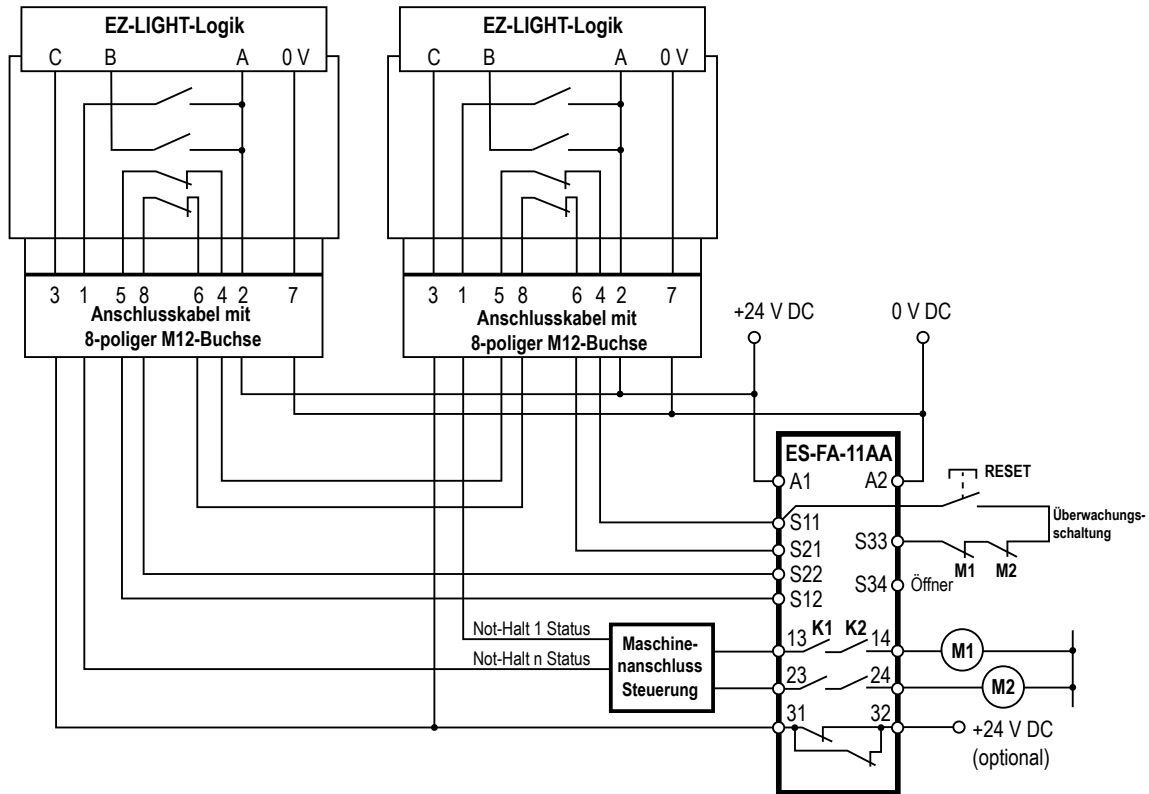 EZ-LIGHT-Logik
C B A 0 V
3 1 5 8 6 4 2 7
Anschlusskabel mit
8-poliger M12-Buchse
EZ-LIGHT-Logik
C B A 0 V
3 1 5 8 6 4 2 7
Anschlusskabel mit
8-poliger M12-Buchse
+24 V DC
0 V DC
ES-FA-11AA
A1 A2
RESET
S11
Überwachungs-
schaltung
S21
S33
M1 M2
S22
S34 Öffner
S12
Not-Halt 1 Status
Not-Halt n Status
Maschine-
nanschluss
Steuerung
13 K1 K2 14
M1
23 24
M2
31 32
+24 V DC
(optional)